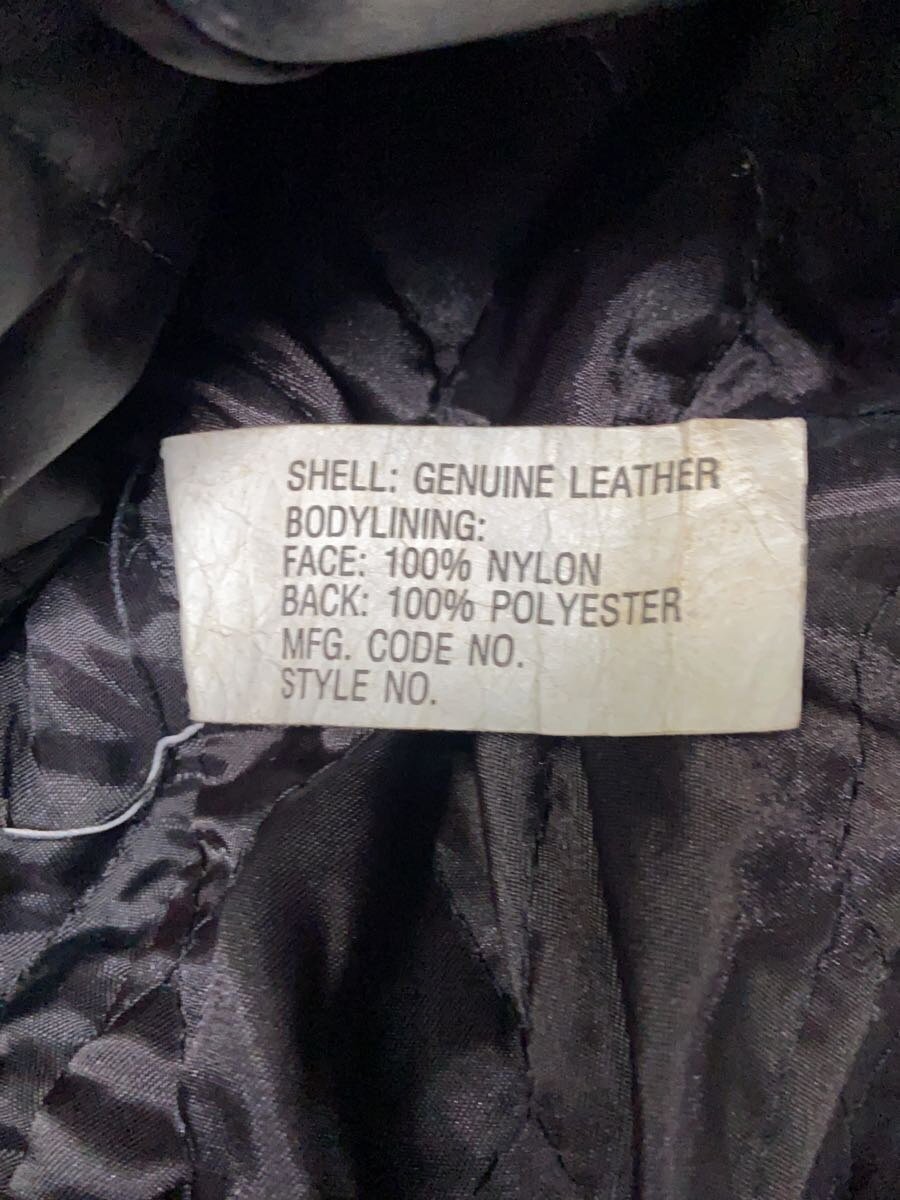 SHELL: GENUINE LEATHER
BODYLINING:
FACE: 100% NYLON
BACK: 100% POLYESTER
MFG. CODE NO.
STYLE NO.